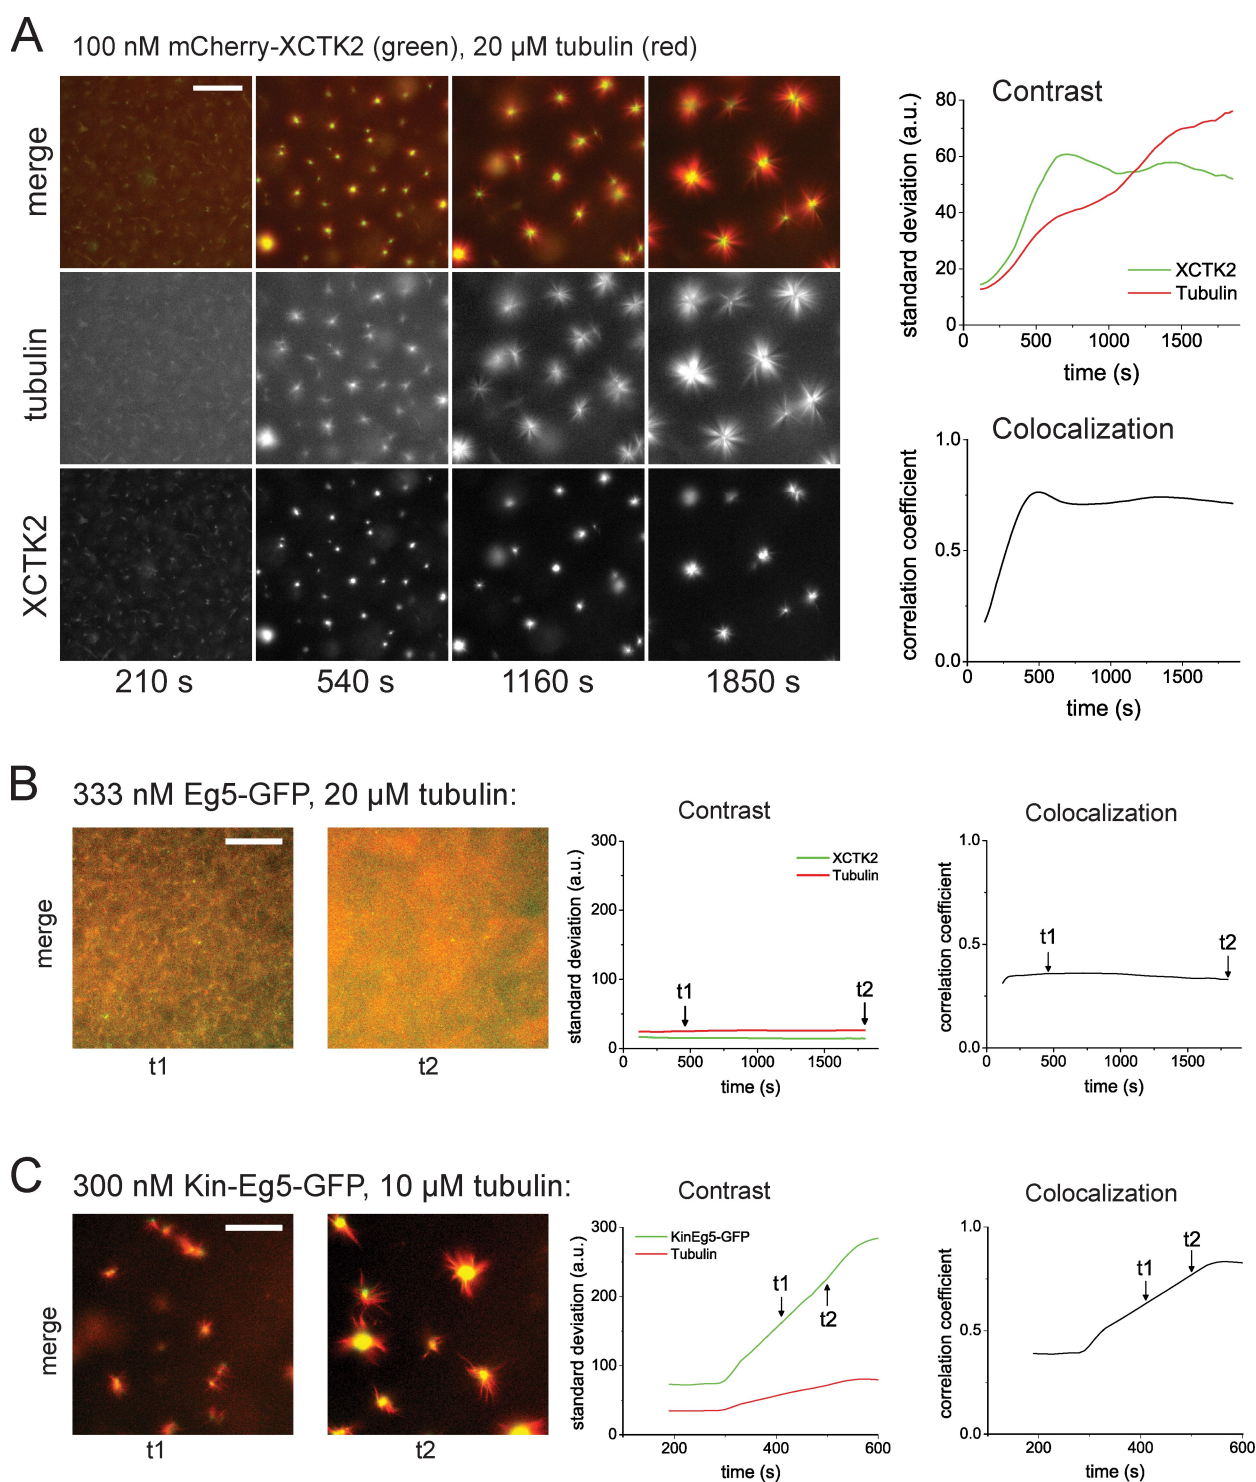 A
100 nM mCherry-XCTK2 (green), 20 µM tubulin (red)
merge
tubulin
XCTK2
210 s
540 s
1160 s
1850 s
Contrast
standard deviation (a.u.)
80
60
40
20
0
XCTK2
Tubulin
0
500
1000
1500
time (s)
Colocalization
correlation coefficient
1.0
0.5
0.0
0
500
1000
1500
time (s)
B
333 nM Eg5-GFP, 20 µM tubulin:
merge
t1
t2
Contrast
standard deviation (a.u.)
300
200
100
0
XCTK2
Tubulin
t1
t2
0
500
1000
1500
time (s)
Colocalization
correlation coefficient
1.0
0.5
0.0
t1
t2
0
500
1000
1500
time (s)
C
300 nM Kin-Eg5-GFP, 10 µM tubulin:
merge
t1
t2
Contrast
standard deviation (a.u.)
300
200
100
0
KinEg5-GFP
Tubulin
t1
t2
200
400
600
time (s)
Colocalization
correlation coefficient
1.0
0.5
0.0
t1
t2
200
400
600
time (s)